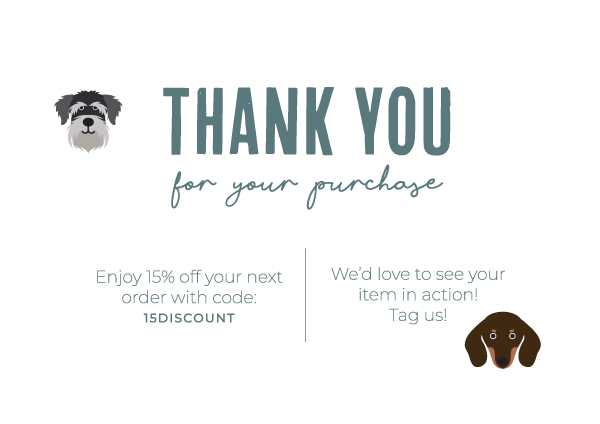 THANK YOU
for your purchase
Enjoy 15% off your next
order with code:
15DISCOUNT
We'd love to see your
item in action!
Tag us!